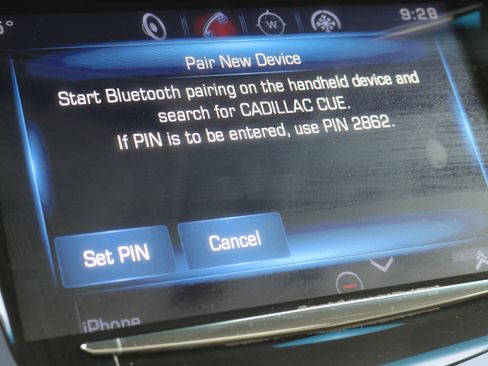 5° W 9:28
Pair New Device
Start Bluetooth pairing on the handheld device and
search for CADILLAC CUE.
If PIN is to be entered, use PIN 2862.
Set PIN Cancel
iPhone